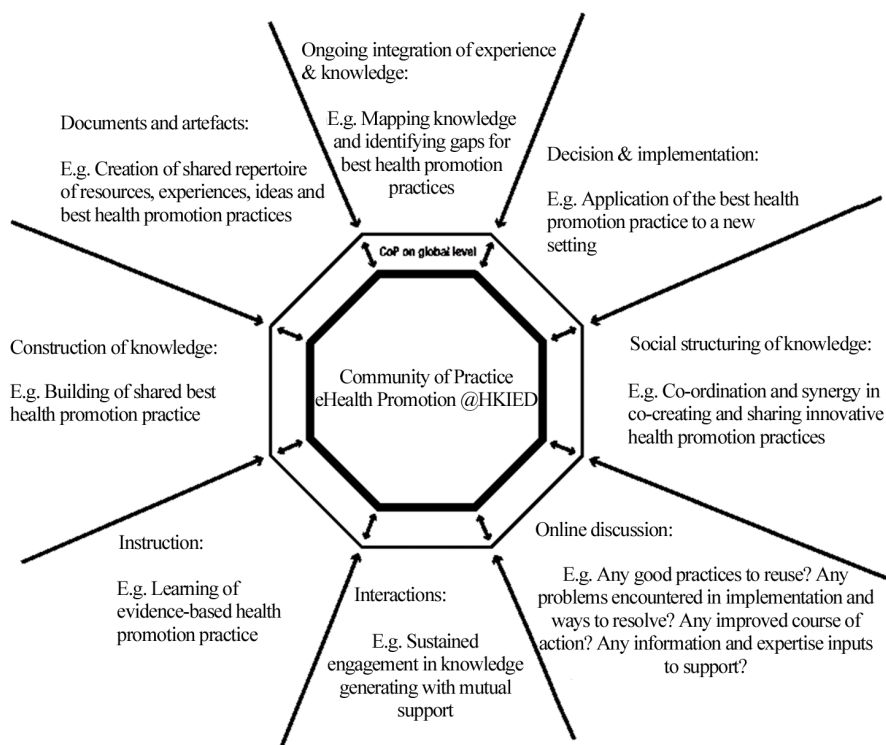 Ongoing integration of experience
& knowledge:
E.g. Mapping knowledge
and identifying gaps for
best health promotion
practices
Documents and artefacts:
E.g. Creation of shared repertoire
of resources, experiences, ideas and
best health promotion practices
Decision & implementation:
E.g. Application of the best health
promotion practice to a new
setting
CoP on global level
Construction of knowledge:
E.g. Building of shared best
health promotion practice
Community of Practice
eHealth Promotion @HKIED
Social structuring of knowledge:
E.g. Co-ordination and synergy in
co-creating and sharing innovative
health promotion practices
Instruction:
E.g. Learning of
evidence-based health
promotion practice
Interactions:
E.g. Sustained
engagement in knowledge
generating with mutual
support
Online discussion:
E.g. Any good practices to reuse? Any
problems encountered in implementation and
ways to resolve? Any improved course of
action? Any information and expertise inputs
to support?